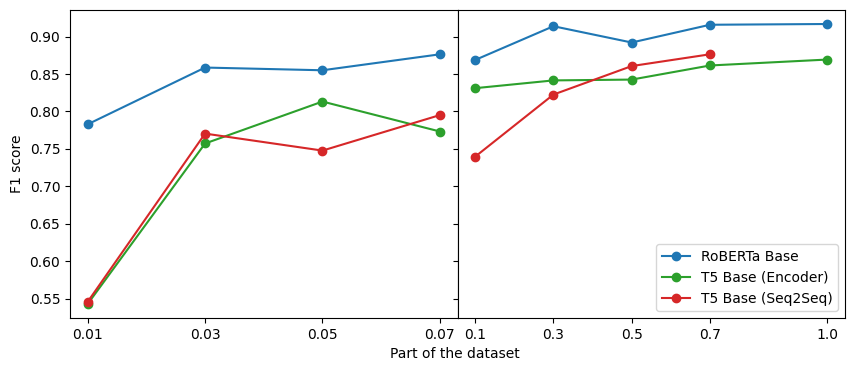 F1 score
0.90
0.85
0.80
0.75
0.70
0.65
0.60
0.55
0.01 0.03 0.05 0.07 0.1 0.3 0.5 0.7 1.0
Part of the dataset
RoBERTa Base
T5 Base (Encoder)
T5 Base (Seq2Seq)